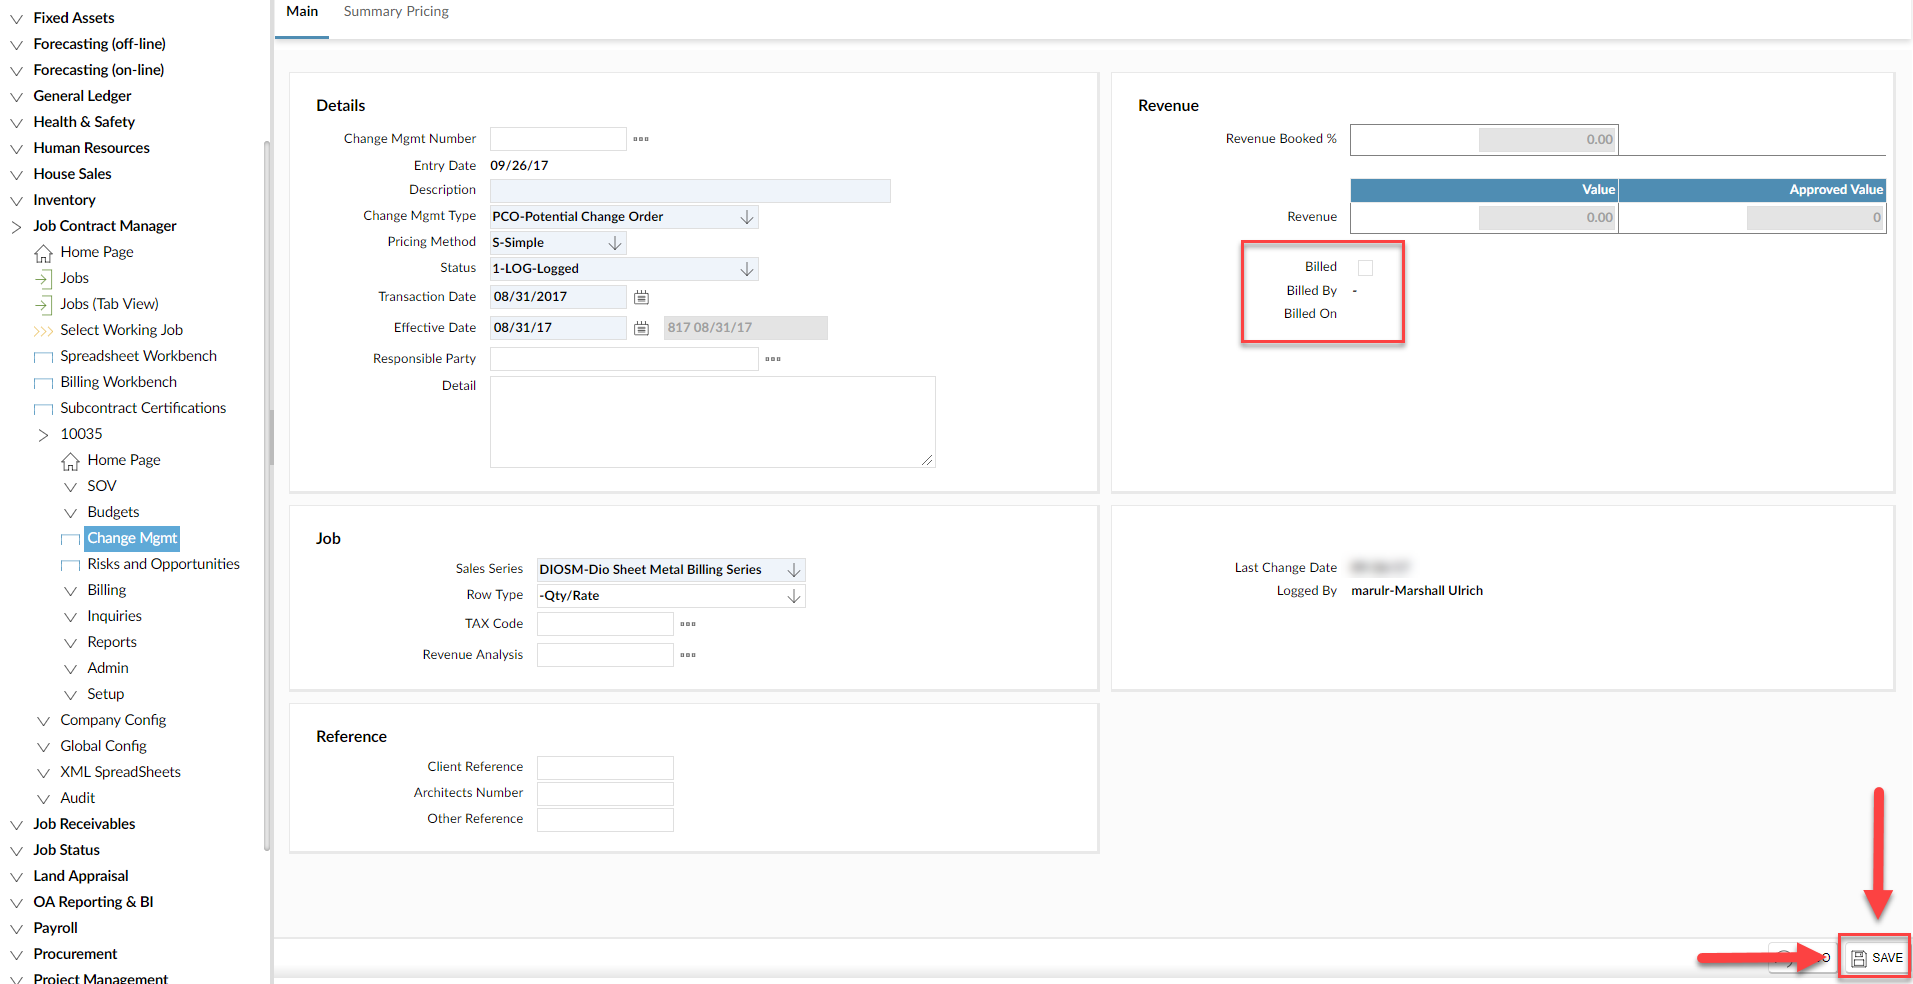 Fixed Assets
Forecasting (off-line)
Forecasting (on-line)
General Ledger
Health & Safety
Human Resources
House Sales
Inventory
Job Contract Manager
Home Page
Jobs
Jobs (Tab View)
Select Working Job
Spreadsheet Workbench
Billing Workbench
Subcontract Certifications
10035
Home Page
SOV
Budgets
Change Mgmt
Risks and Opportunities
Billing
Inquiries
Reports
Admin
Setup
Company Config
Global Config
XML SpreadSheets
Audit
Job Receivables
Job Status
Land Appraisal
OA Reporting & BI
Payroll
Procurement
Project Management
Main Summary Pricing
Details
Change Mgmt Number
Entry Date 09/26/17
Description
Change Mgmt Type PCO-Potential Change Order
Pricing Method S-Simple
Status 1-LOG-Logged
Transaction Date 08/31/2017
Effective Date 08/31/17 817 08/31/17
Responsible Party
Detail
Revenue
Revenue Booked % 0.00
Value Approved Value
Revenue 0.00 0
Billed
Billed By -
Billed On
Job
Sales Series DIOSM-Dio Sheet Metal Billing Series
Row Type -Qty/Rate
TAX Code
Revenue Analysis
Last Change Date
Logged By marulr-Marshall Ulrich
Reference
Client Reference
Architects Number
Other Reference
SAVE